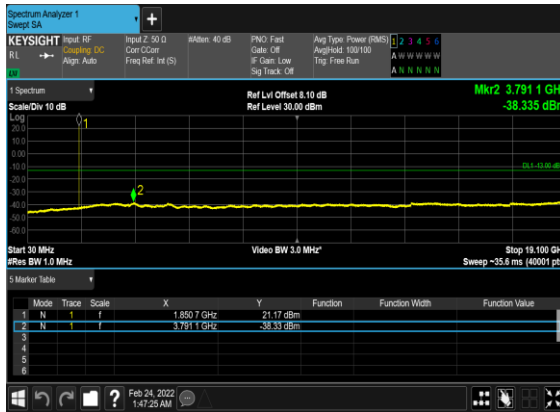 Spectrum Analyzer 1
Swept SA
+
KEYSIGHT Input: RF Input Z: 50 Ω #Atten: 40 dB PNO: Fast Avg Type: Power (RMS) 1 2 3 4 5 6
RL Coupling: DC Corr CCorr Gate: Off Avg|Hold: 100/100 A W W W W W
Align: Auto Freq Ref: Int (S) IF Gain: Low Trig: Free Run
Sig Track: Off A N N N N N
1 Spectrum Ref Lvl Offset 8.10 dB Mkr2 3.791 1 GHz
Scale/Div 10 dB Ref Level 30.00 dBm -38.335 dBm
Log
20.0
10.0
0.00
-10.0
-20.0
-30.0
-40.0
-50.0
-60.0
1
2
DL1 -13.00 dB
Start 30 MHz Video BW 3.0 MHz* Stop 19.100 GH
#Res BW 1.0 MHz Sweep ~35.6 ms (40001 pts
5 Marker Table
Mode Trace Scale X Y Function Function Width Function Value
1 N 1 f 1.850 7 GHz 21.17 dBm
2 N 1 f 3.791 1 GHz -38.33 dBm
3
4
5
6
? Feb 24, 2022
1:47:25 AM